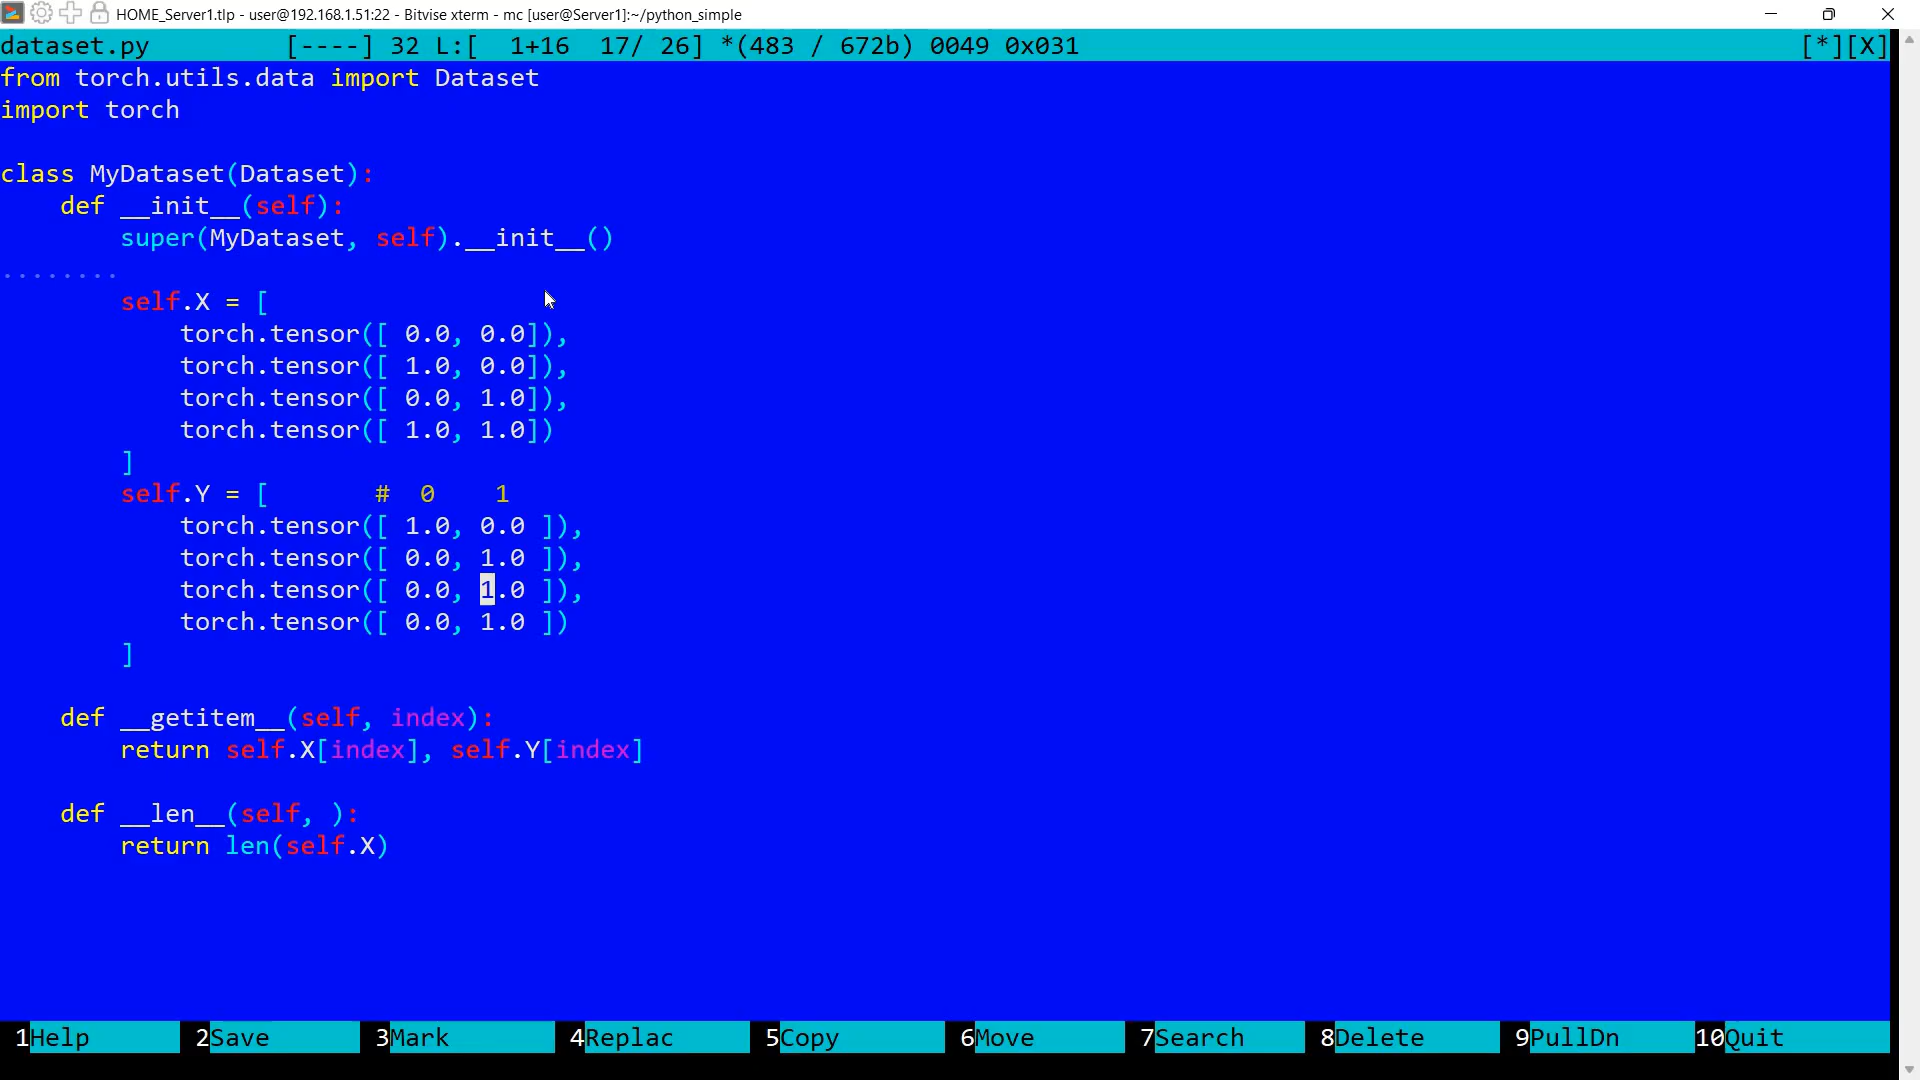 HOME_Server1.tlp - user@192.168.1.51:22 - Bitvise xterm - mc [user@Server1]:~/python_simple
dataset.py         [----] 32 L:[  1+16  17/ 26] *(483 / 672b) 0049 0x031                                                [*][X]
from torch.utils.data import Dataset
import torch

class MyDataset(Dataset):
    def __init__(self):
        super(MyDataset, self).__init__()
........
        self.X = [
            torch.tensor([ 0.0, 0.0]),
            torch.tensor([ 1.0, 0.0]),
            torch.tensor([ 0.0, 1.0]),
            torch.tensor([ 1.0, 1.0])
        ]
        self.Y = [       #  0    1
            torch.tensor([ 1.0, 0.0 ]),
            torch.tensor([ 0.0, 1.0 ]),
            torch.tensor([ 0.0, 1.0 ]),
            torch.tensor([ 0.0, 1.0 ])
        ]

    def __getitem__(self, index):
        return self.X[index], self.Y[index]

    def __len__(self, ):
        return len(self.X)
1Help 2Save 3Mark 4Replac 5Copy 6Move 7Search 8Delete 9PullDn 10Quit